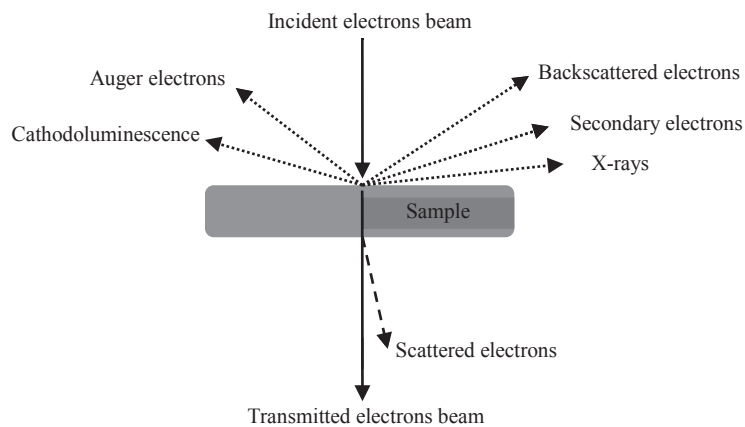 Incident electrons beam
Auger electrons
Backscattered electrons
Cathodoluminescence
Secondary electrons
X-rays
Sample
Scattered electrons
Transmitted electrons beam